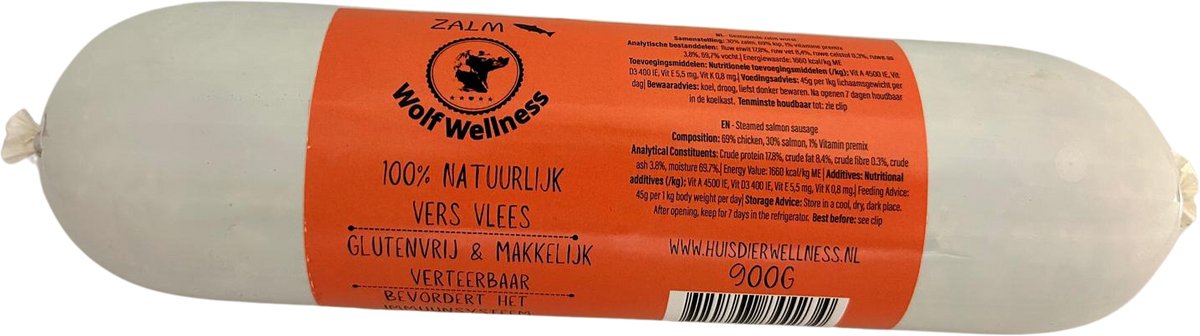 ZALM
Wolf Wellness
100% NATUURLIJK
VERS VLEES
GLUTENVRIJ & MAKKELIJK
VERTEERBAAR
BEVORDERT HET
IMMUUNSYSTEEM
NL - Gestoomde zalm worst
Samenstelling: 30% zalm, 69% kip, 1% vitamine premix
Analytische bestanddelen: Ruw eiwit 17,8%, ruw vet 8,4%, ruwe celstof 0,3%, ruwe as
3,8%, 69,7% vocht.| Energiewaarde: 1660 kcal/kg ME
Toevoegingsmiddelen: Nutritionele toevoegingsmiddelen (/kg); Vit A 4500 IE, Vit
D3 400 IE, Vit E 5,5 mg, Vit K 0,8 mg.| Voedingsadvies: 45g per 1kg lichaamsgewicht per
dag| Bewaaradvies: koel, droog, liefst donker bewaren. Na openen 7 dagen houdbaar
in de koelkast. Tenminste houdbaar tot: zie clip
EN - Steamed salmon sausage
Composition: 69% chicken, 30% salmon, 1% Vitamin premix
Analytical Constituents: Crude protein 17.8%, crude fat 8.4%, crude fibre 0.3%, crude
ash 3.8%, moisture 69.7%.| Energy Value: 1660 kcal/kg ME | Additives: Nutritional
additives (/kg); Vit A 4500 IE, Vit D3 400 IE, Vit E 5,5 mg, Vit K 0,8 mg.| Feeding Advice:
45g per 1 kg body weight per day| Storage Advice: Store in a cool, dry, dark place.
After opening, keep for 7 days in the refrigerator. Best before: see clip
WWW.HUISDIERWELLNESS.NL
900G